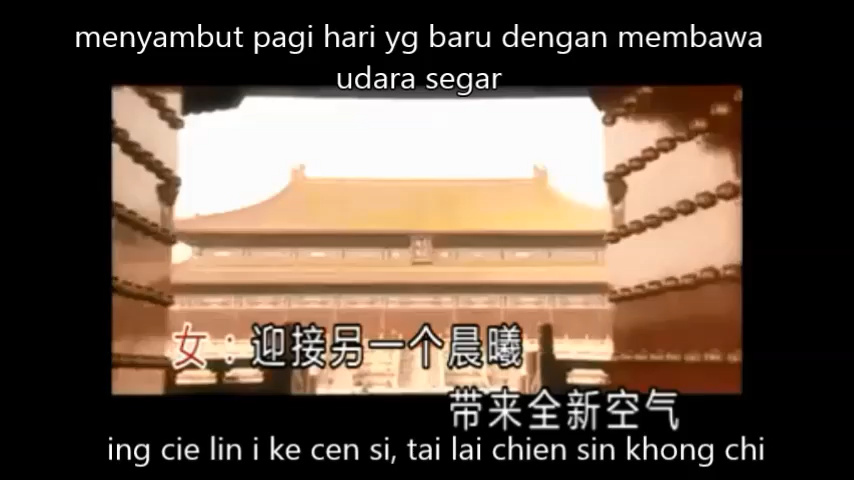 menyambut pagi hari yg baru dengan membawa
udara segar
女：迎接另一个晨曦
带来全新空气
ing cie lin i ke cen si, tai lai chien sin khong chi